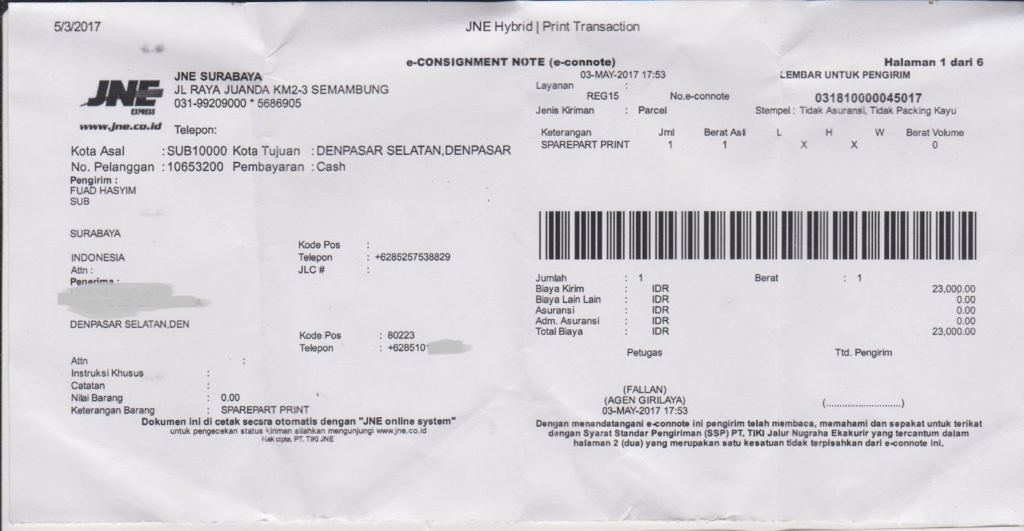 5/3/2017
JNE Hybrid | Print Transaction
e-CONSIGNMENT NOTE (e-connote)
Halaman 1 dari 6
JNE
EXPRESS
www.jne.co.id
JNE SURABAYA
JL RAYA JUANDA KM2-3 SEMAMBUNG
031-99209000 * 5686905
Telepon:
Kota Asal : SUB10000 Kota Tujuan : DENPASAR SELATAN,DENPASAR
No. Pelanggan : 10653200 Pembayaran : Cash
Pengirim :
FUAD HASYIM
SUB
SURABAYA
Kode Pos :
INDONESIA Telepon : +6285257538829
Attn : JLC # :
Penerima :
DENPASAR SELATAN,DEN
Kode Pos : 80223
Telepon : +628510
Attn :
Instruksi Khusus :
Catatan :
Nilai Barang : 0.00
Keterangan Barang : SPAREPART PRINT
Dokumen ini di cetak secara otomatis dengan "JNE online system"
untuk pengecekan status kiriman silahkan mengunjungi www.jne.co.id
Hak cipta. PT. TIKI JNE
03-MAY-2017 17:53 LEMBAR UNTUK PENGIRIM
Layanan :
REG15 No.e-connote 031810000045017
Jenis Kiriman : Parcel Stempel : Tidak Asuransi, Tidak Packing Kayu
Keterangan Jml Berat Asli L H W Berat Volume
SPAREPART PRINT 1 1 X X 0
Jumlah : 1 Berat : 1
Biaya Kirim : IDR 23,000.00
Biaya Lain Lain : IDR 0.00
Asuransi : IDR 0.00
Adm. Asuransi : IDR 0.00
Total Biaya : IDR 23,000.00
Petugas Ttd. Pengirim
(FALLAN)
(AGEN GIRILAYA) (..........................)
03-MAY-2017 17:53
Dengan menandatangani e-connote ini pengirim telah membaca, memahami dan sepakat untuk terikat
dengan Syarat Standar Pengiriman (SSP) PT. TIKI Jalur Nugraha Ekakurir yang tercantum dalam
halaman 2 (dua) yang merupakan satu kesatuan tidak terpisahkan dari e-connote ini.